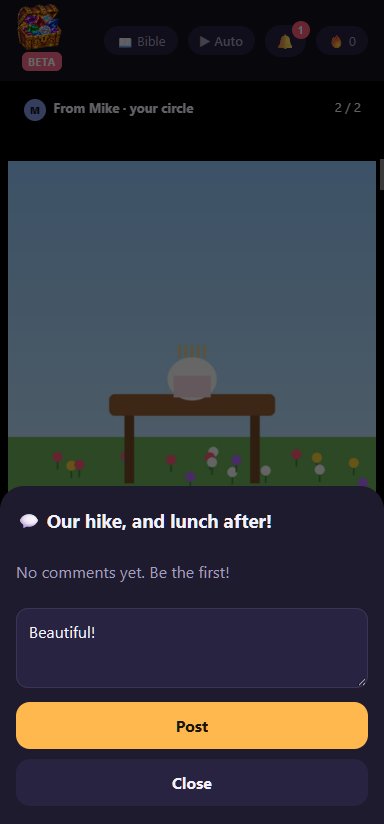 Bible
Auto
1
0
BETA
M
From Mike · your circle
2 / 2
Our hike, and lunch after!
No comments yet. Be the first!
Beautiful!
Post
Close